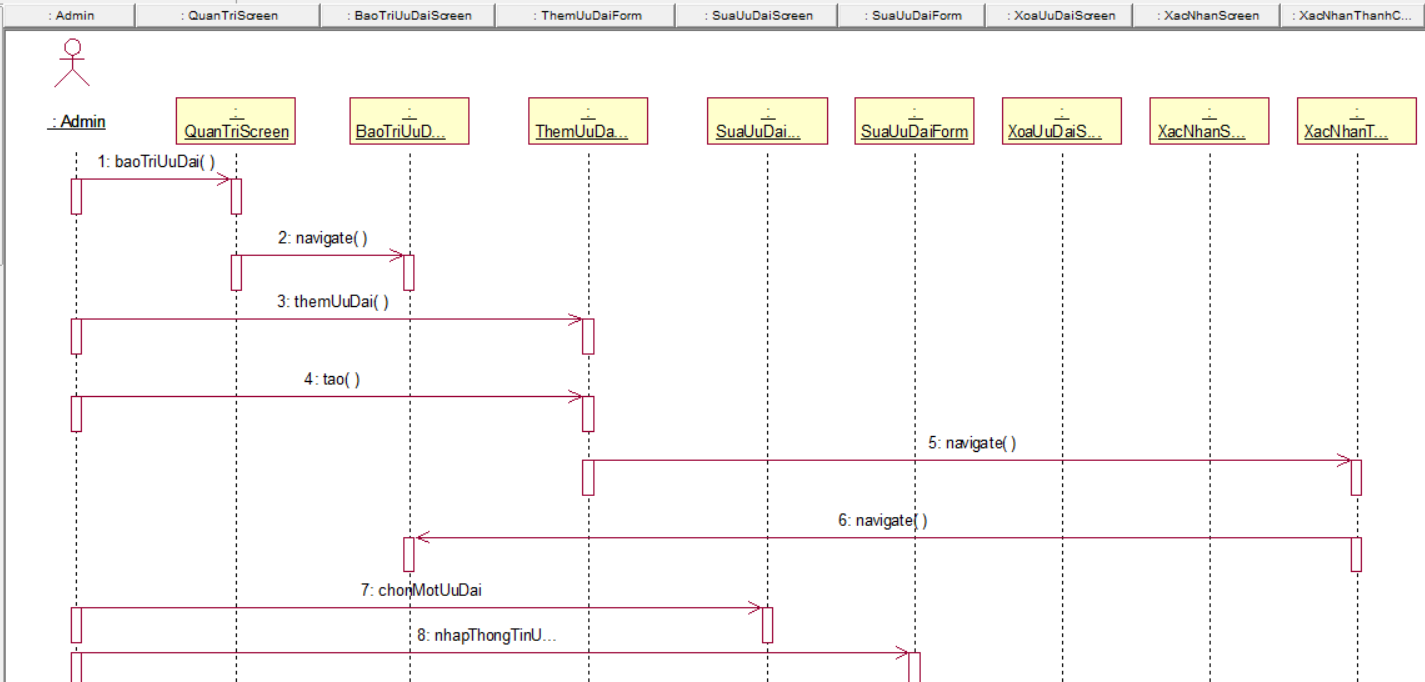 : Admin
: QuanTriScreen
: BaoTriUuDaiScreen
: ThemUuDaiForm
: SuaUuDaiScreen
: SuaUuDaiForm
: XoaUuDaiScreen
: XacNhanScreen
: XacNhanThanhC...
: Admin
:
QuanTriScreen
:
BaoTriUuD...
:
ThemUuDa...
:
SuaUuDai...
:
SuaUuDaiForm
:
XoaUuDaiS...
:
XacNhanS...
:
XacNhanT...
1: baoTriUuDai( )
2: navigate( )
3: themUuDai( )
4: tao( )
5: navigate( )
6: navigate( )
7: chonMotUuDai
8: nhapThongTinU...